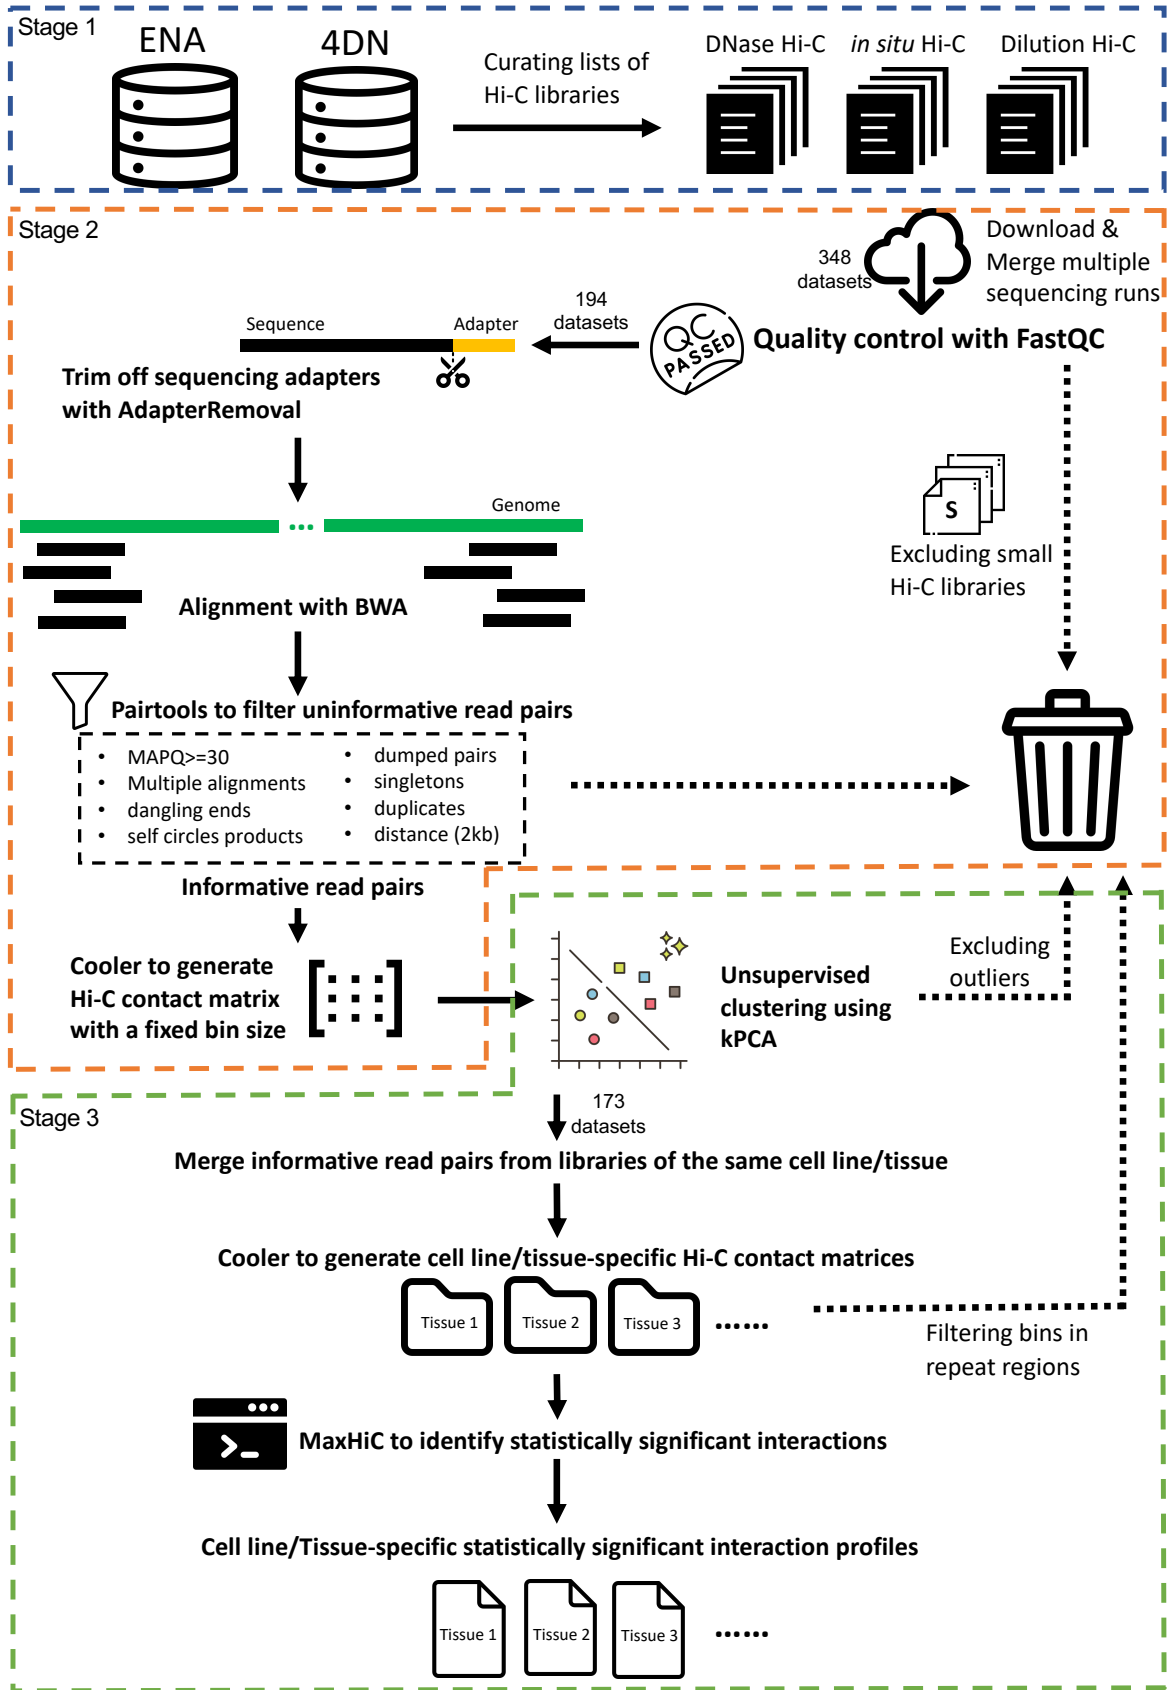 Stage 1
ENA
4DN
Curating lists of
Hi-C libraries
DNase Hi-C
in situ Hi-C
Dilution Hi-C
Stage 2
348
datasets
Download &
Merge multiple
sequencing runs
Quality control with FastQC
QC
PASSED
194
datasets
Sequence
Adapter
Trim off sequencing adapters
with AdapterRemoval
Genome
Alignment with BWA
S
Excluding small
Hi-C libraries
Pairtools to filter uninformative read pairs
• MAPQ>=30
• Multiple alignments
• dangling ends
• self circles products
• dumped pairs
• singletons
• duplicates
• distance (2kb)
Informative read pairs
Cooler to generate
Hi-C contact matrix
with a fixed bin size
Unsupervised
clustering using
kPCA
Excluding
outliers
Stage 3
173
datasets
Merge informative read pairs from libraries of the same cell line/tissue
Cooler to generate cell line/tissue-specific Hi-C contact matrices
Tissue 1
Tissue 2
Tissue 3
......
Filtering bins in
repeat regions
MaxHiC to identify statistically significant interactions
Cell line/Tissue-specific statistically significant interaction profiles
Tissue 1
Tissue 2
Tissue 3
......